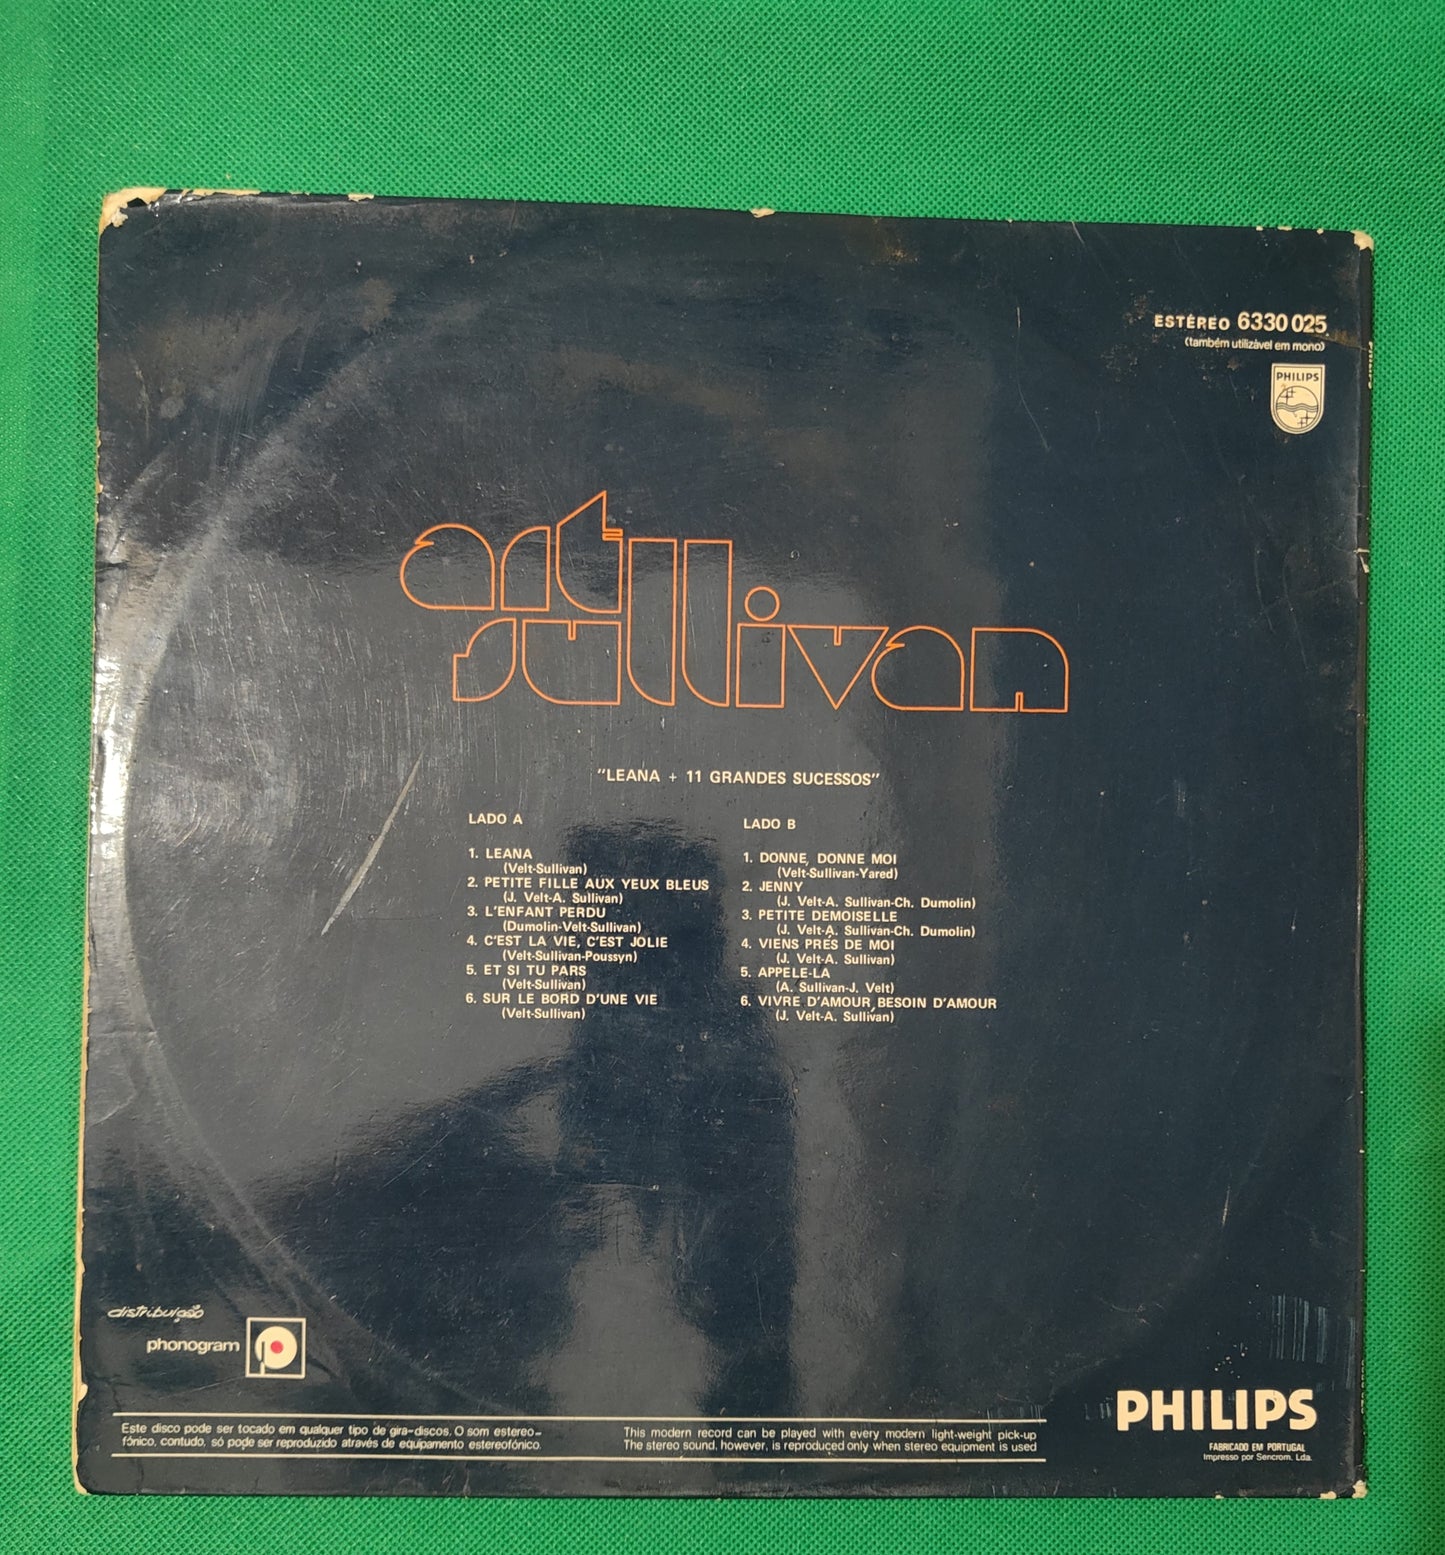 ESTÉREO 6330 025
(também utilizável em mono)
PHILIPS
art
sullivan
"LEANA + 11 GRANDES SUCESSOS"
LADO A
1. LEANA
(Velt-Sullivan)
2. PETITE FILLE AUX YEUX BLEUS
(J. Velt-A. Sullivan)
3. L'ENFANT PERDU
(Dumolin-Velt-Sullivan)
4. C'EST LA VIE, C'EST JOLIE
(Velt-Sullivan-Poussyn)
5. ET SI TU PARS
(Velt-Sullivan)
6. SUR LE BORD D'UNE VIE
(Velt-Sullivan)
LADO B
1. DONNE, DONNE MOI
(Velt-Sullivan-Yared)
2. JENNY
(J. Velt-A. Sullivan-Ch. Dumolin)
3. PETITE DEMOISELLE
(J. Velt-A. Sullivan-Ch. Dumolin)
4. VIENS PRÉS DE MOI
(J. Velt-A. Sullivan)
5. APPELE-LA
(A. Sullivan-J. Velt)
6. VIVRE D'AMOUR, BESOIN D'AMOUR
(J. Velt-A. Sullivan)
distribuição
phonogram
Este disco pode ser tocado em qualquer tipo de gira-discos. O som estereo-
fónico, contudo, só pode ser reproduzido através de equipamento estereofónico.
This modern record can be played with every modern light-weight pick-up
The stereo sound, however, is reproduced only when stereo equipment is used
PHILIPS
FABRICADO EM PORTUGAL
Impresso por Sencrom. Lda.